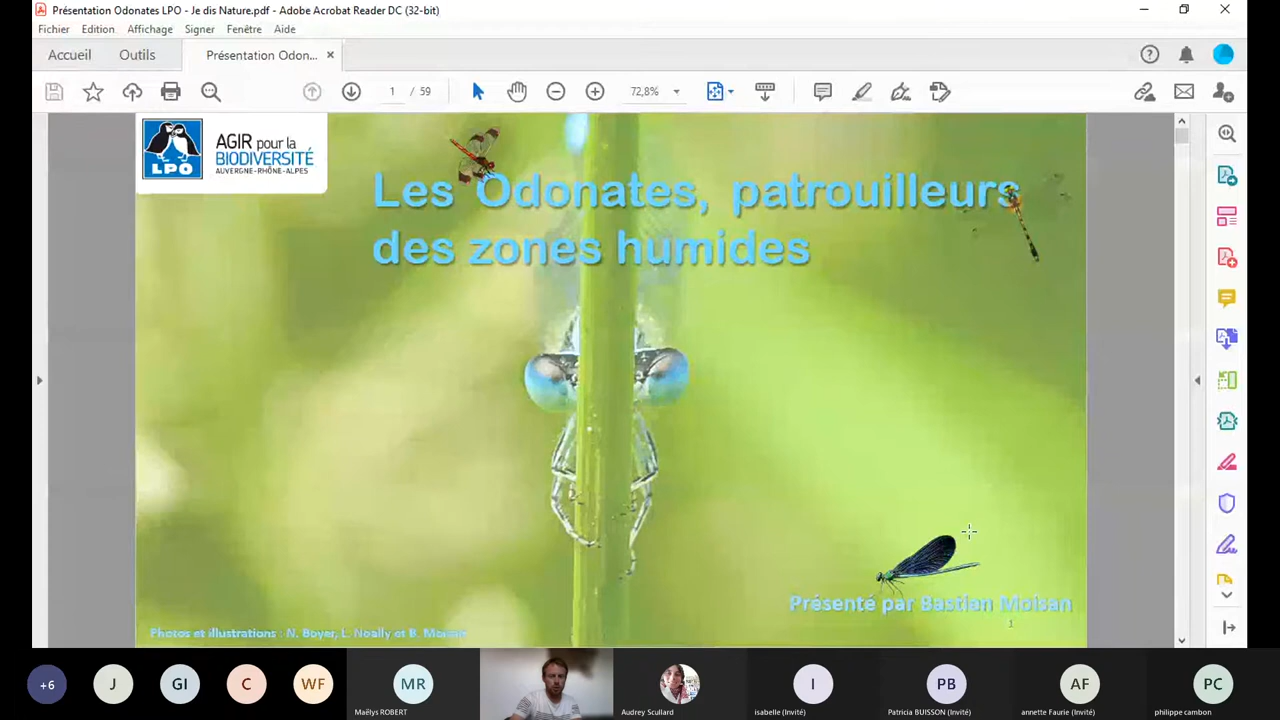 Présentation Odonates LPO - Je dis Nature.pdf - Adobe Acrobat Reader DC (32-bit)
Fichier Edition Affichage Signer Fenêtre Aide
Accueil Outils Présentation Odon... ×
1 / 59 72,8%
LPO
AGIR pour la
BIODIVERSITÉ
AUVERGNE-RHÔNE-ALPES
Les Odonates, patrouilleurs
des zones humides
Présenté par Bastian Moisan
1
Photos et illustrations : N. Boyer, L. Noally et B. Moisan
+6 J GI C WF MR I PB AF PC
Maëlys ROBERT Audrey Scullard isabelle (Invité) Patricia BUISSON (Invité) annette Faurie (Invité) philippe cambon